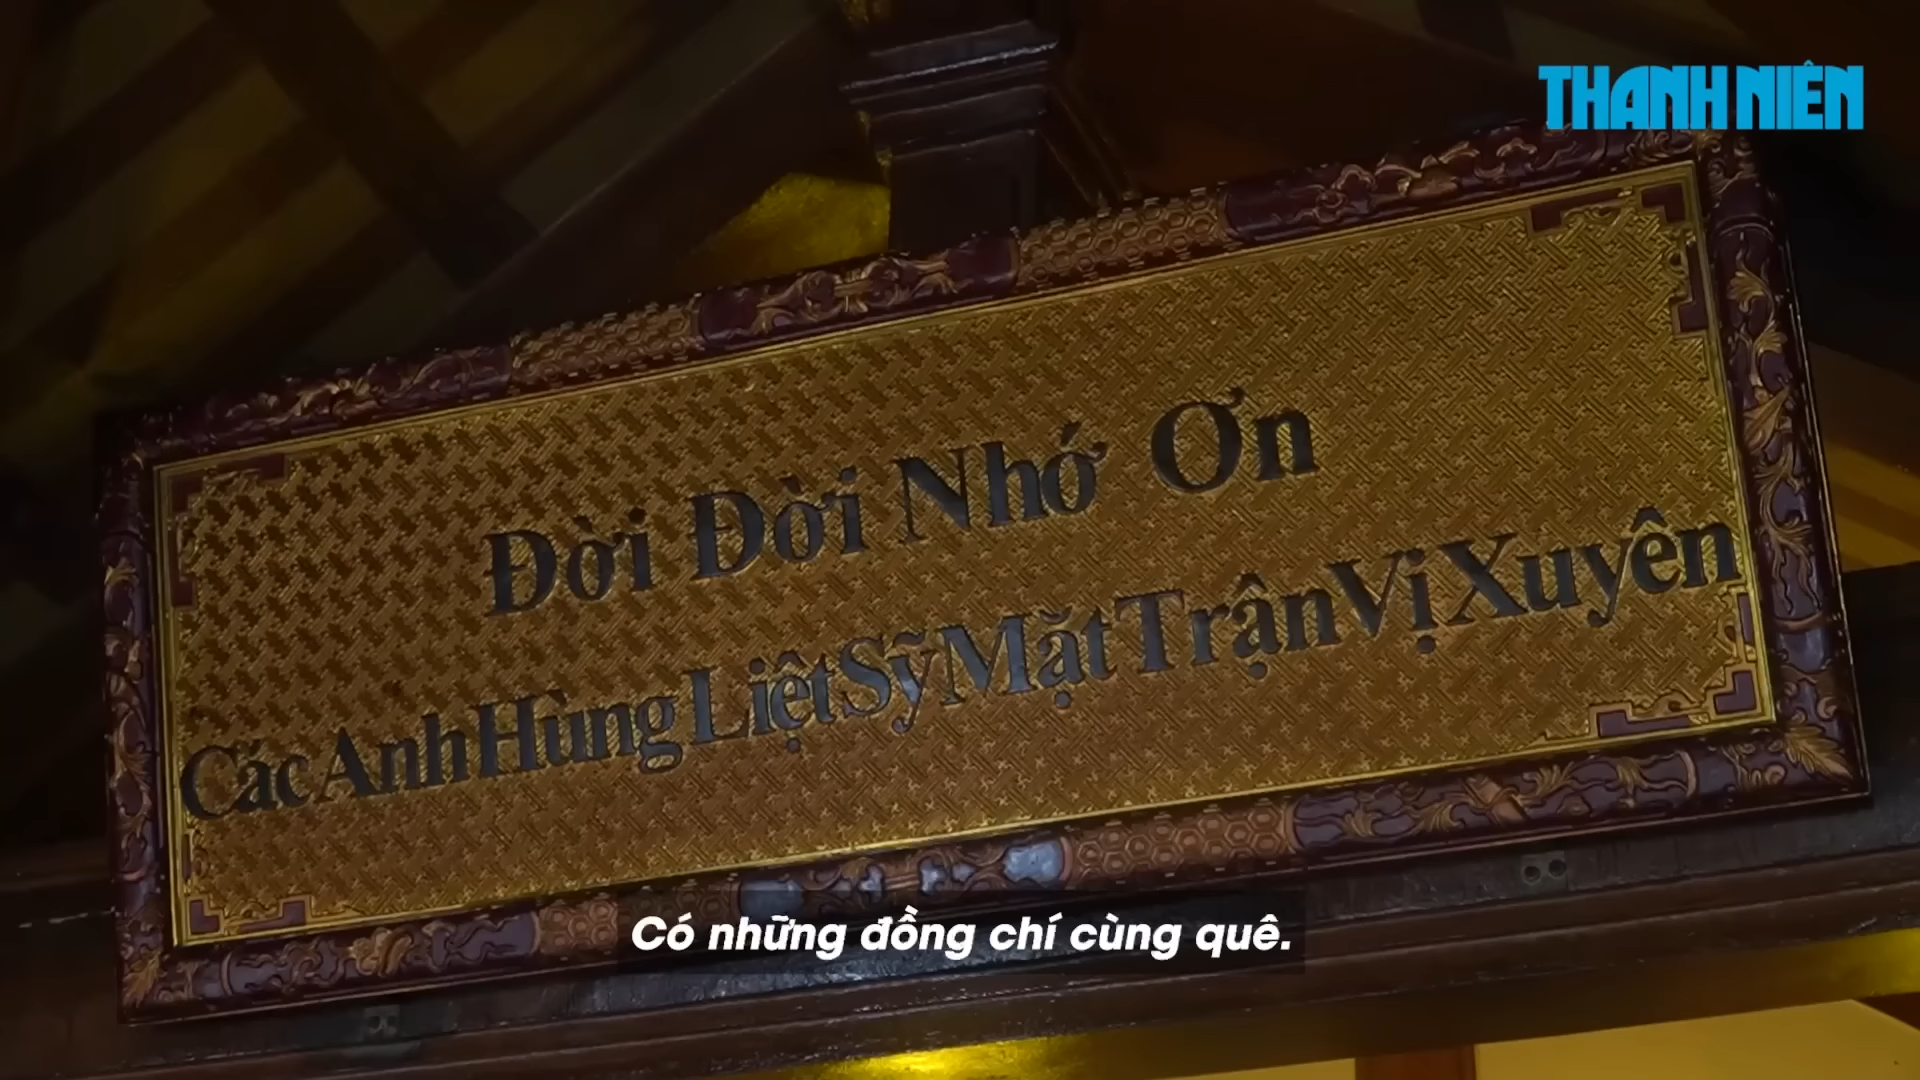 THANH NIÊN
Đời Đời Nhớ Ơn
Các Anh Hùng Liệt Sỹ Mặt Trận Vị Xuyên
Có những đồng chí cùng quê.